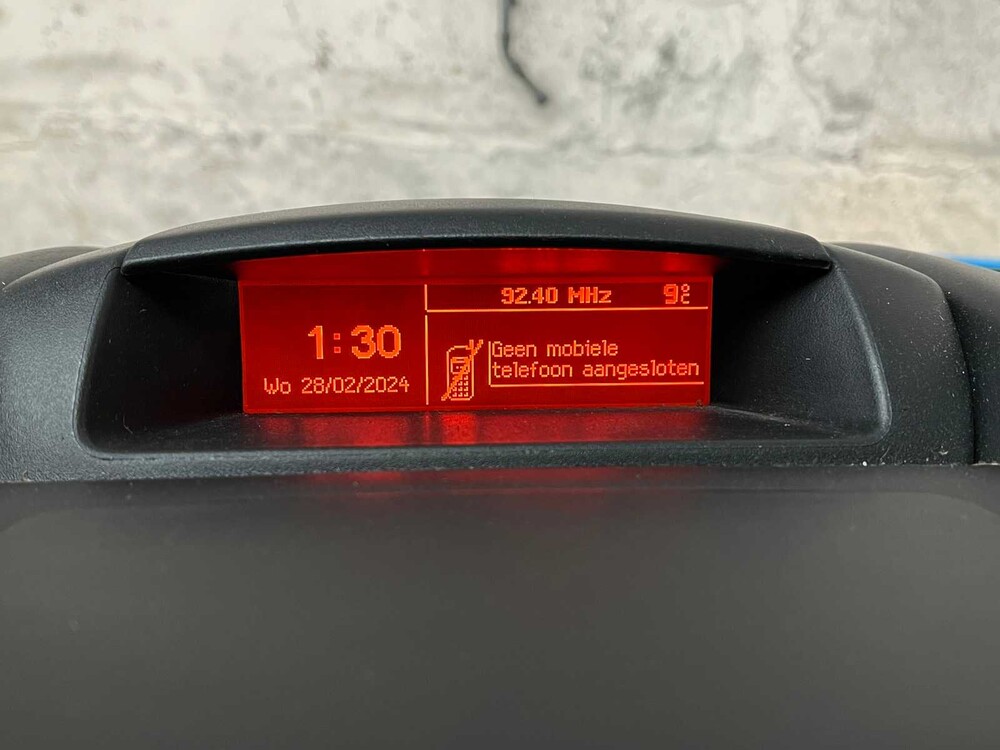 92.40 MHz 9°C
1:30
Wo 28/02/2024
Geen mobiele
telefoon aangesloten